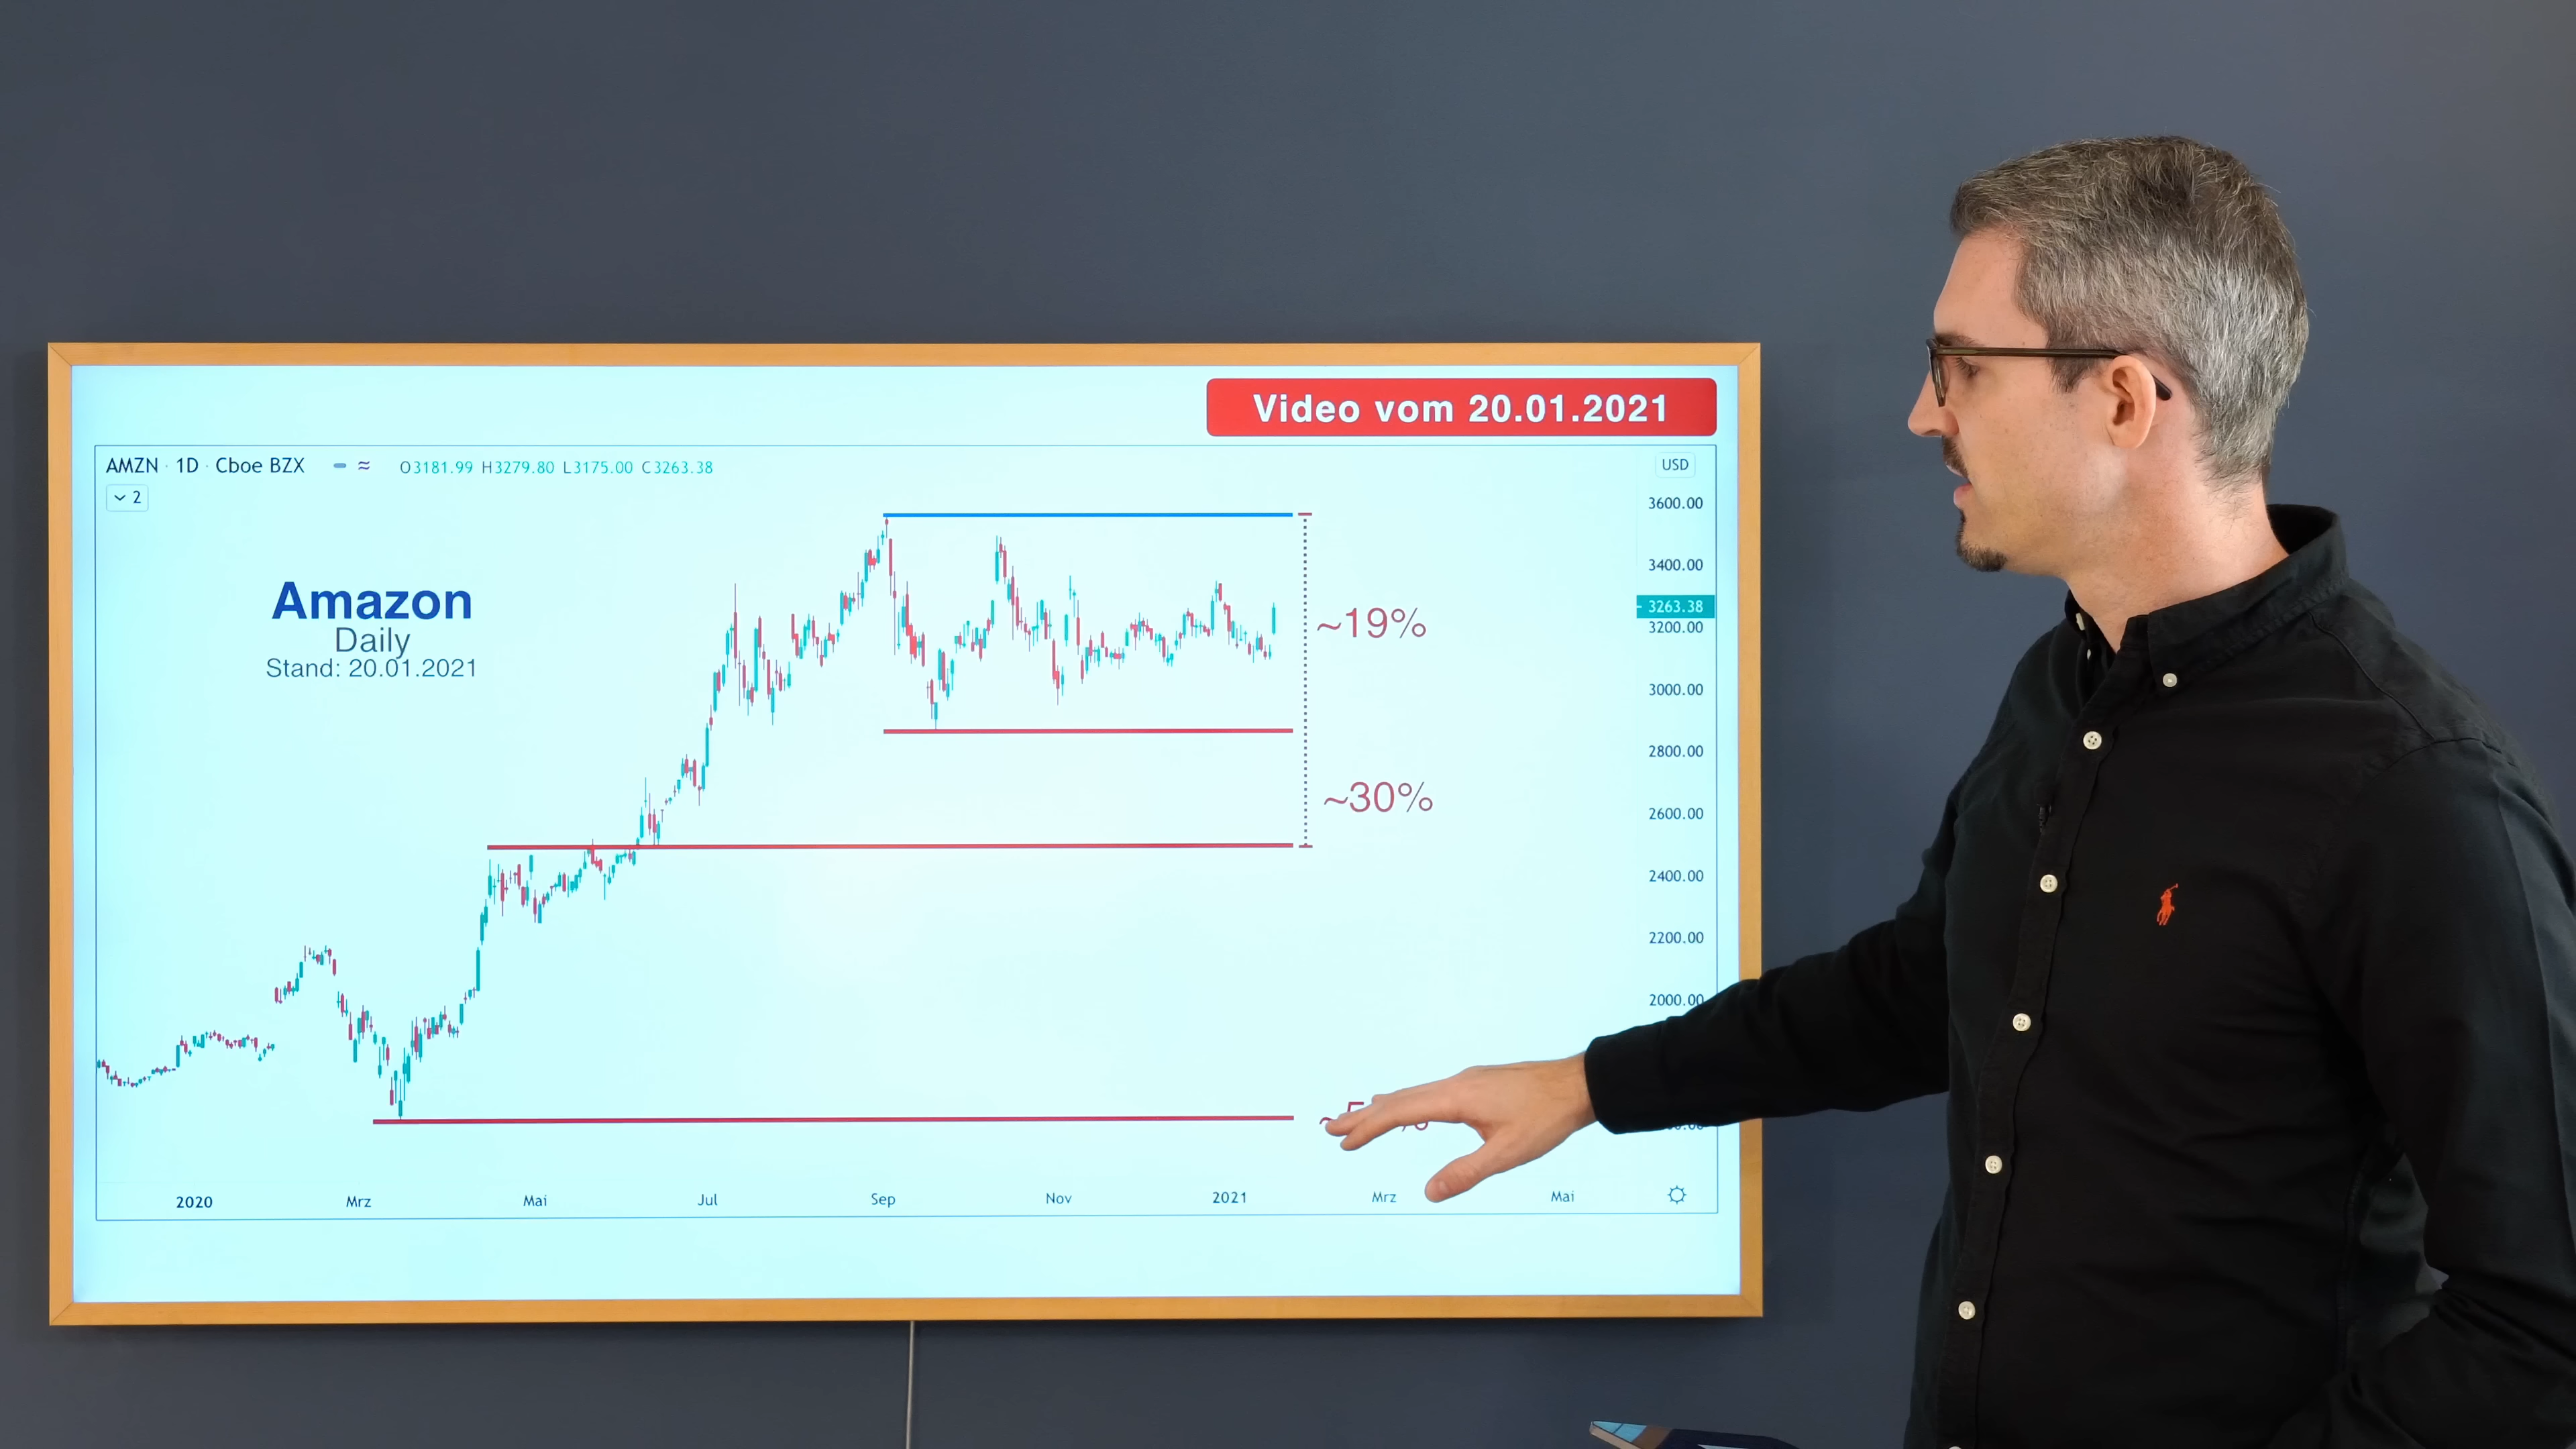 Video vom 20.01.2021
AMZN · 1D · Cboe BZX O3181.99 H3279.80 L3175.00 C3263.38
USD
2
3600.00
Amazon
Daily
Stand: 20.01.2021
3400.00
3263.38
3200.00
~19%
3000.00
2800.00
~30%
2600.00
2400.00
2200.00
2000.00
2020 Mrz Mai Jul Sep Nov 2021 Mrz Mai